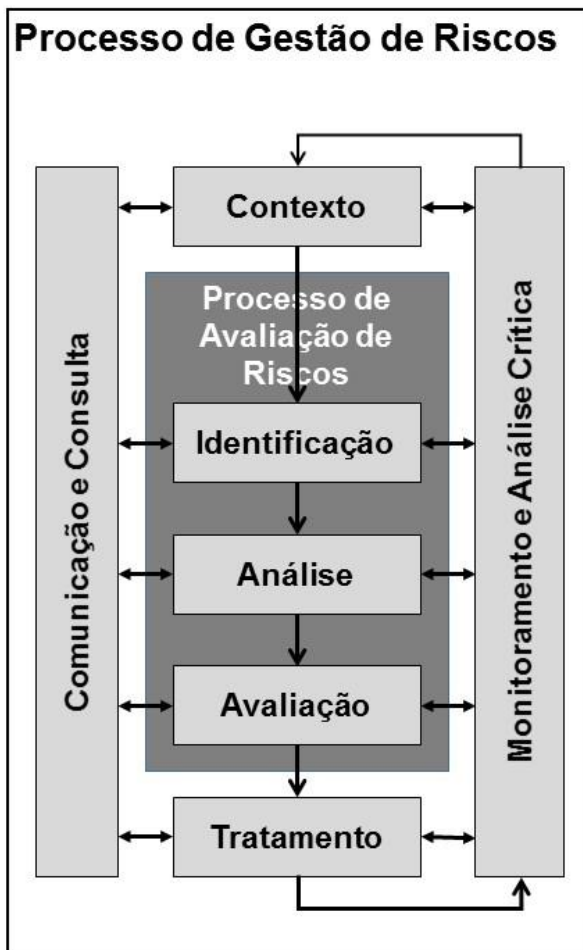 Processo de Gestão de Riscos
Contexto
Processo de
Avaliação de
Riscos
Identificação
Análise
Avaliação
Tratamento
Comunicação e Consulta
Monitoramento e Análise Crítica